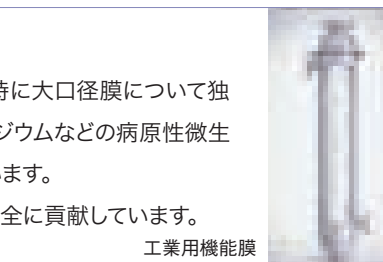 時に大口径膜について独
ジウムなどの病原性微生
います。
全に貢献しています。
工業用機能膜